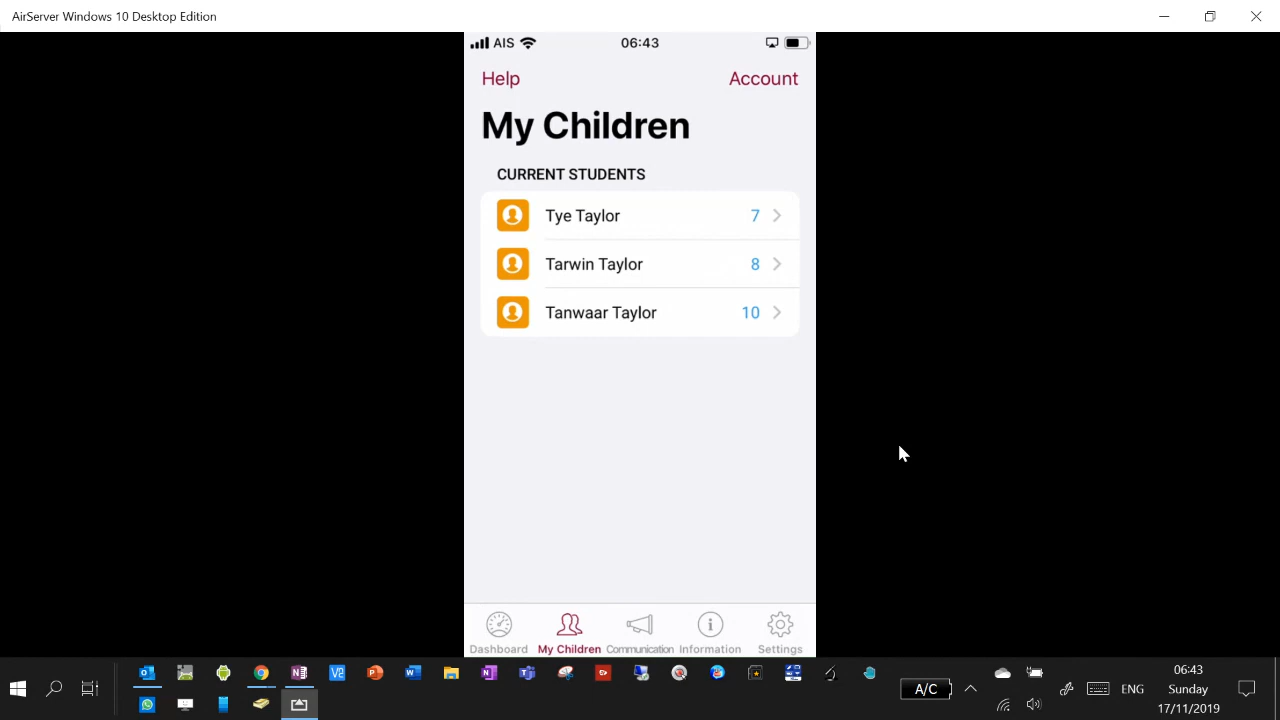 AirServer Windows 10 Desktop Edition
AIS 06:43
Help Account
My Children
CURRENT STUDENTS
Tye Taylor 7
Tarwin Taylor 8
Tanwaar Taylor 10
Dashboard My Children Communication Information Settings
06:43
A/C ENG Sunday
17/11/2019